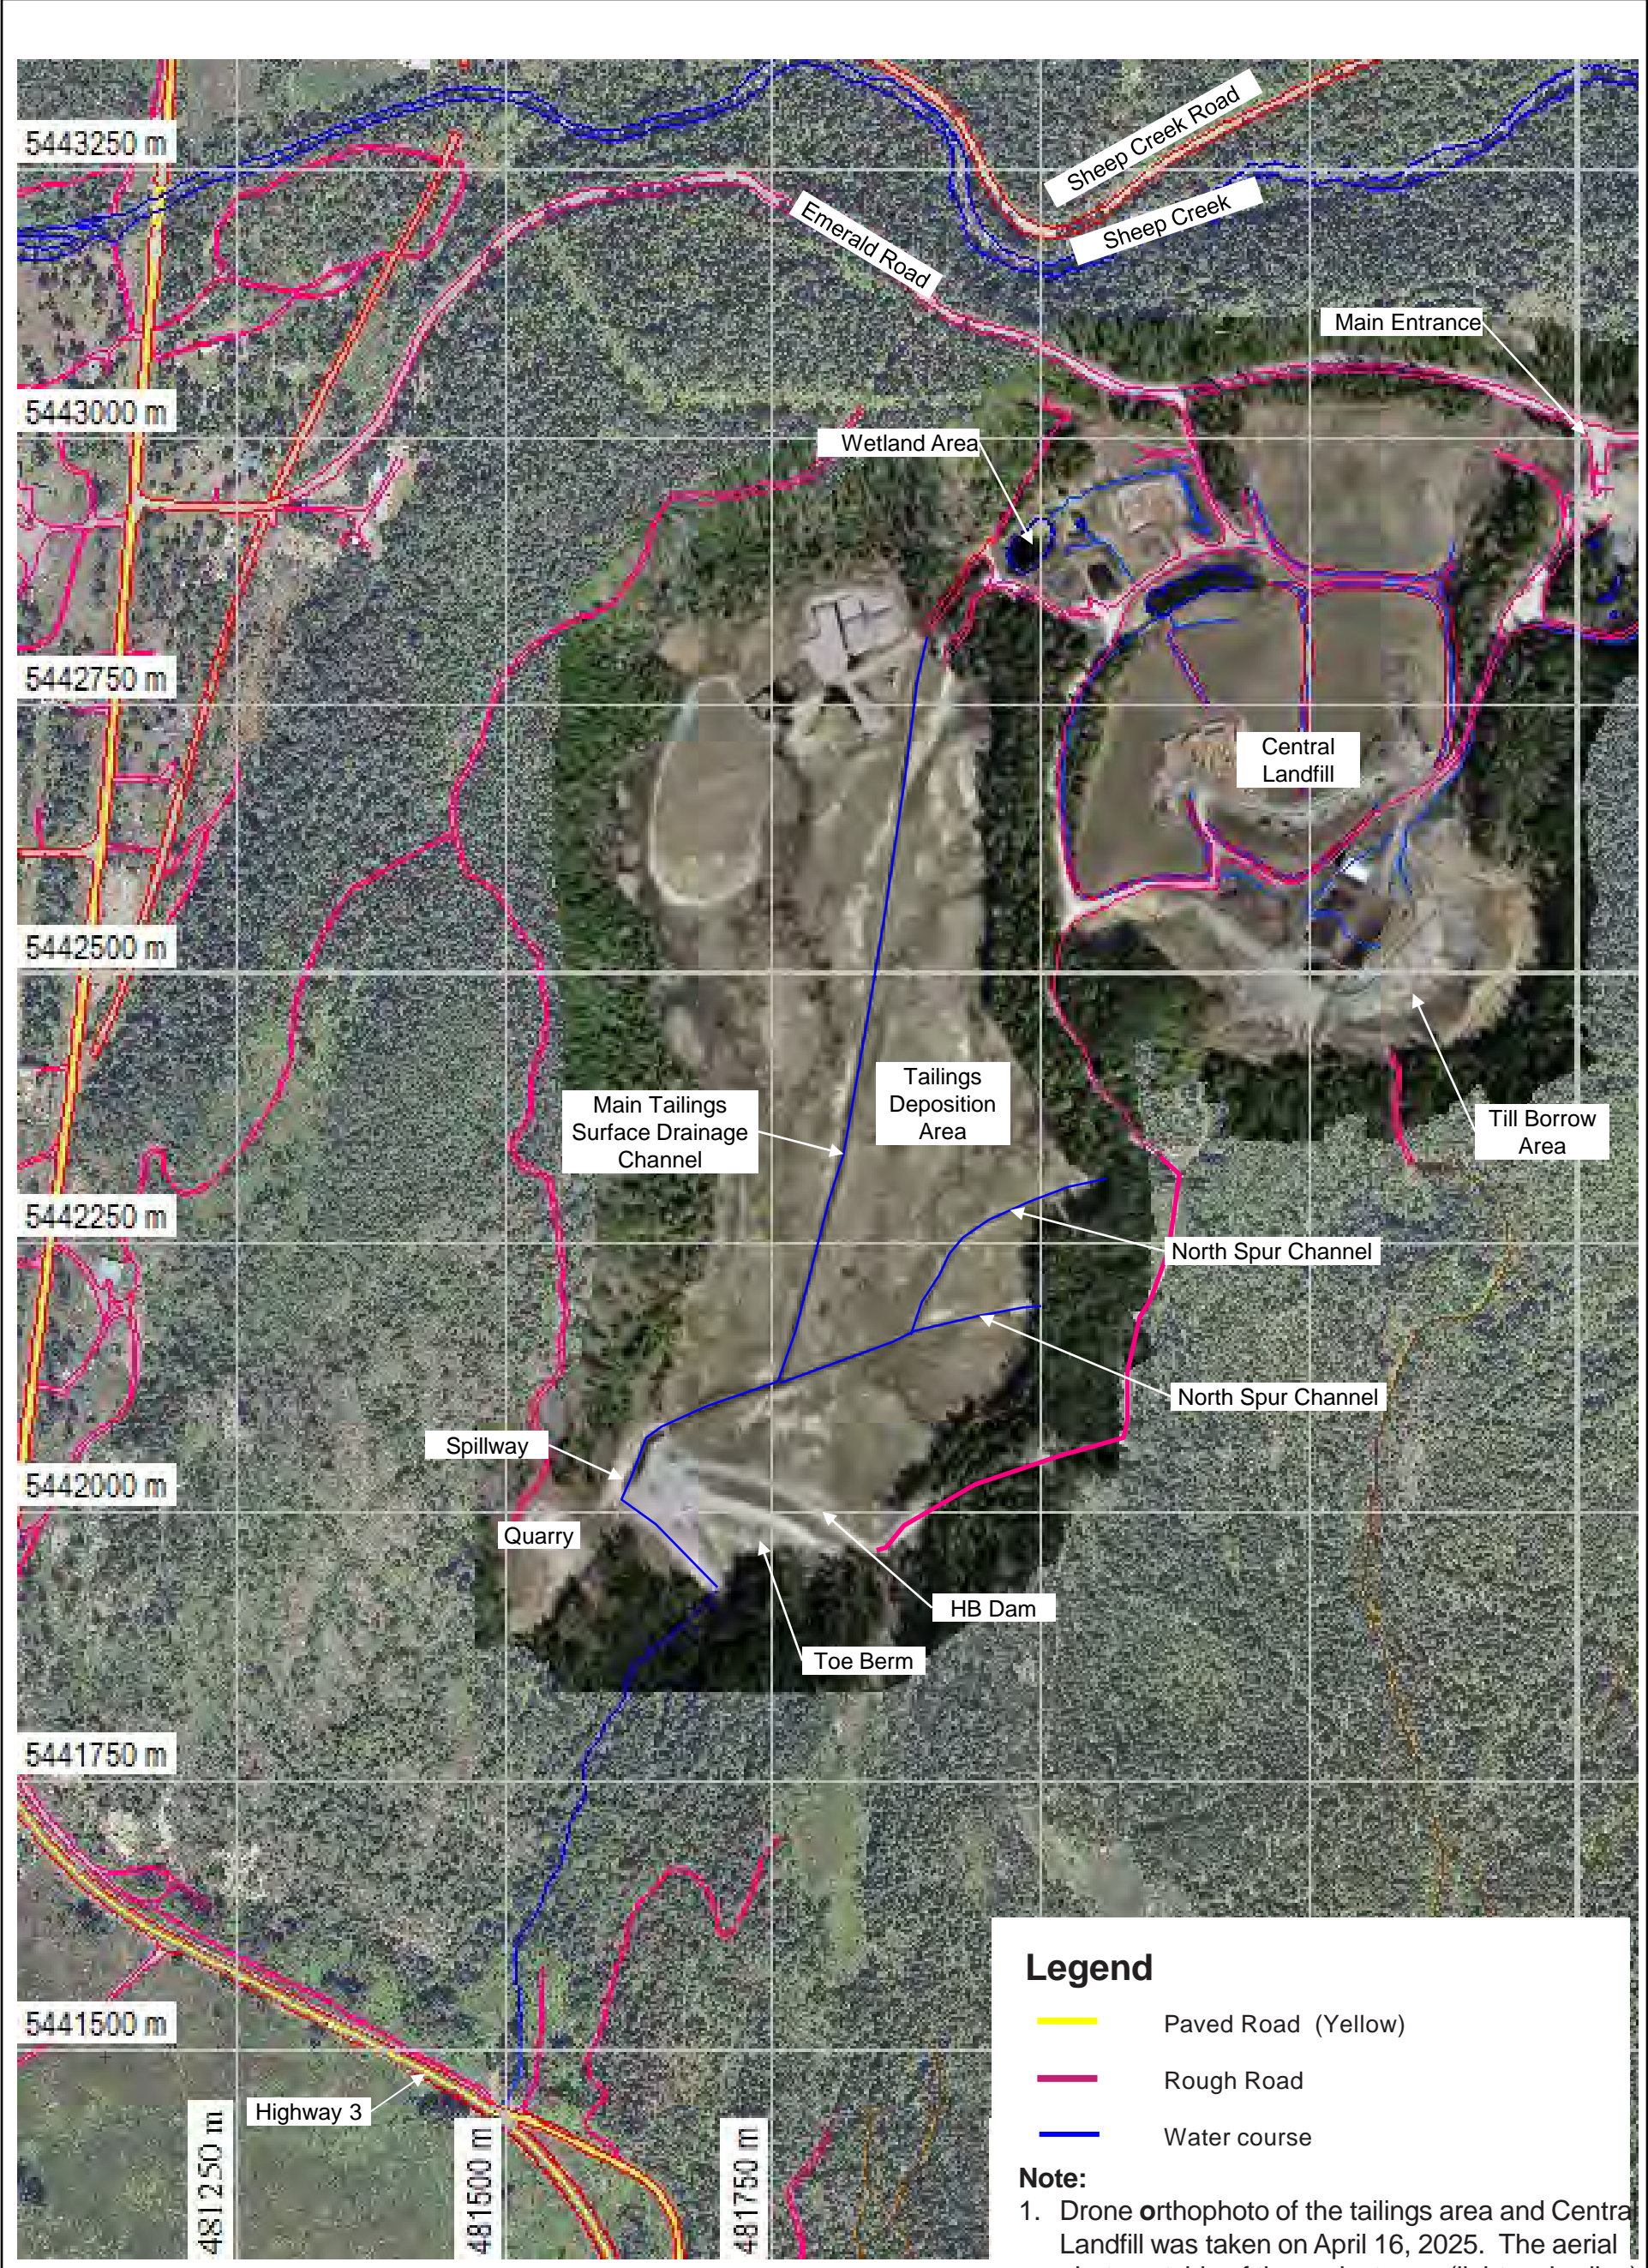 5443250 m
Sheep Creek Road
Sheep Creek
Emerald Road
Main Entrance
5443000 m
Wetland Area
5442750 m
Central
Landfill
5442500 m
Main Tailings
Surface Drainage
Channel
Tailings
Deposition
Area
Till Borrow
Area
5442250 m
North Spur Channel
North Spur Channel
Spillway
5442000 m
Quarry
HB Dam
Toe Berm
5441750 m
5441500 m
Highway 3
481250 m
481500 m
481750 m
Legend
Paved Road (Yellow)
Rough Road
Water course
Note:
1. Drone orthophoto of the tailings area and Central
Landfill was taken on April 16, 2025. The aerial